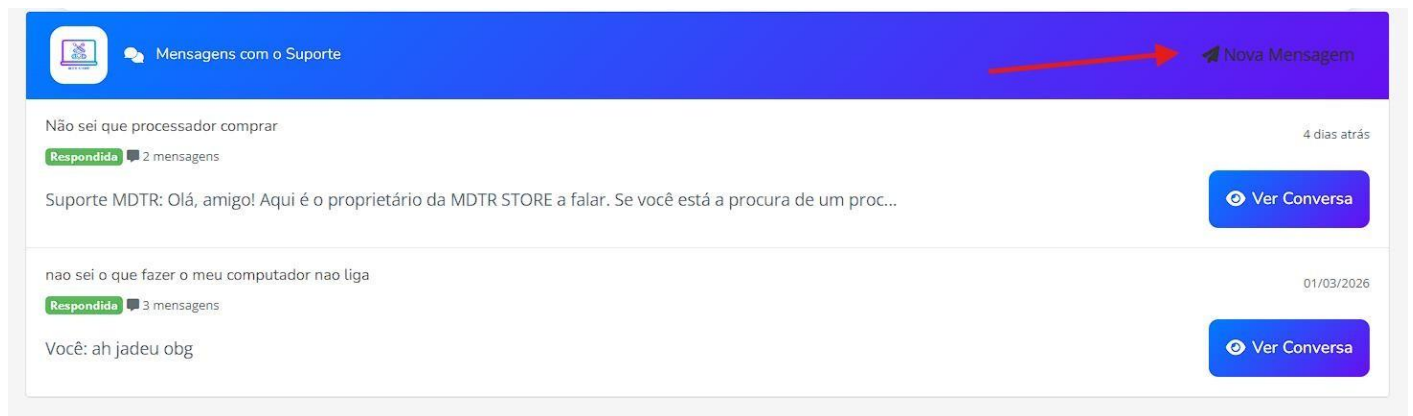 Mensagens com o Suporte
Nova Mensagem
Não sei que processador comprar
4 dias atrás
Respondida 2 mensagens
Suporte MDTR: Olá, amigo! Aqui é o proprietário da MDTR STORE a falar. Se você está a procura de um proc...
Ver Conversa
nao sei o que fazer o meu computador nao liga
01/03/2026
Respondida 3 mensagens
Você: ah jadeu obg
Ver Conversa